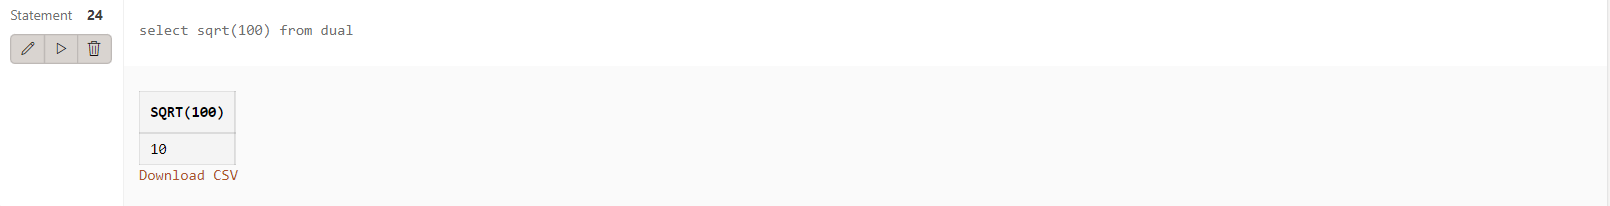 Statement 24
select sqrt(100) from dual
SQRT(100)
10
Download CSV